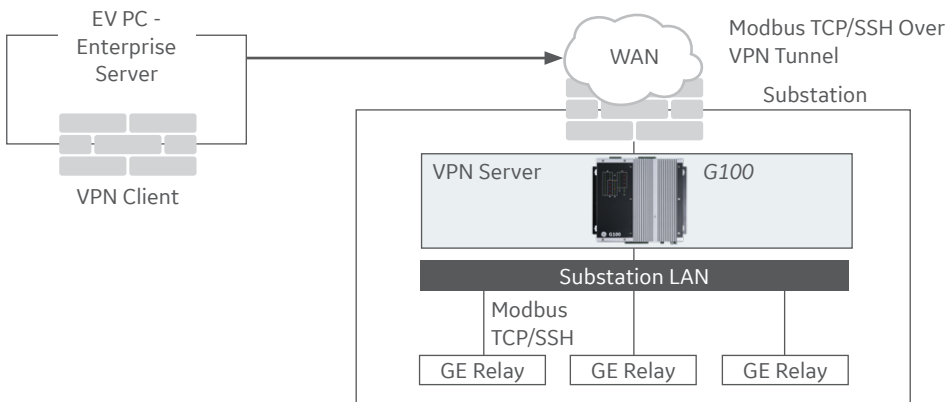 EV PC -
Enterprise
Server
VPN Client
WAN
Modbus TCP/SSH Over
VPN Tunnel
Substation
VPN Server
G100
G100
Substation LAN
Modbus
TCP/SSH
GE Relay
GE Relay
GE Relay